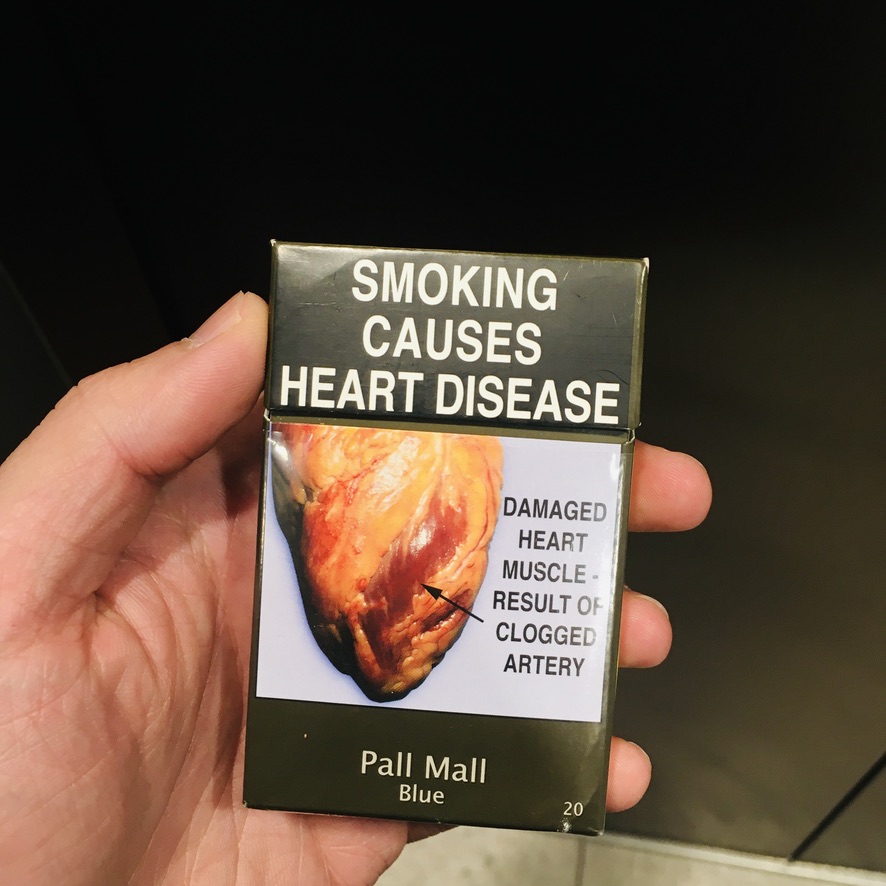 SMOKING
CAUSES
HEART DISEASE
DAMAGED
HEART
MUSCLE -
RESULT OF
CLOGGED
ARTERY
Pall Mall
Blue
20